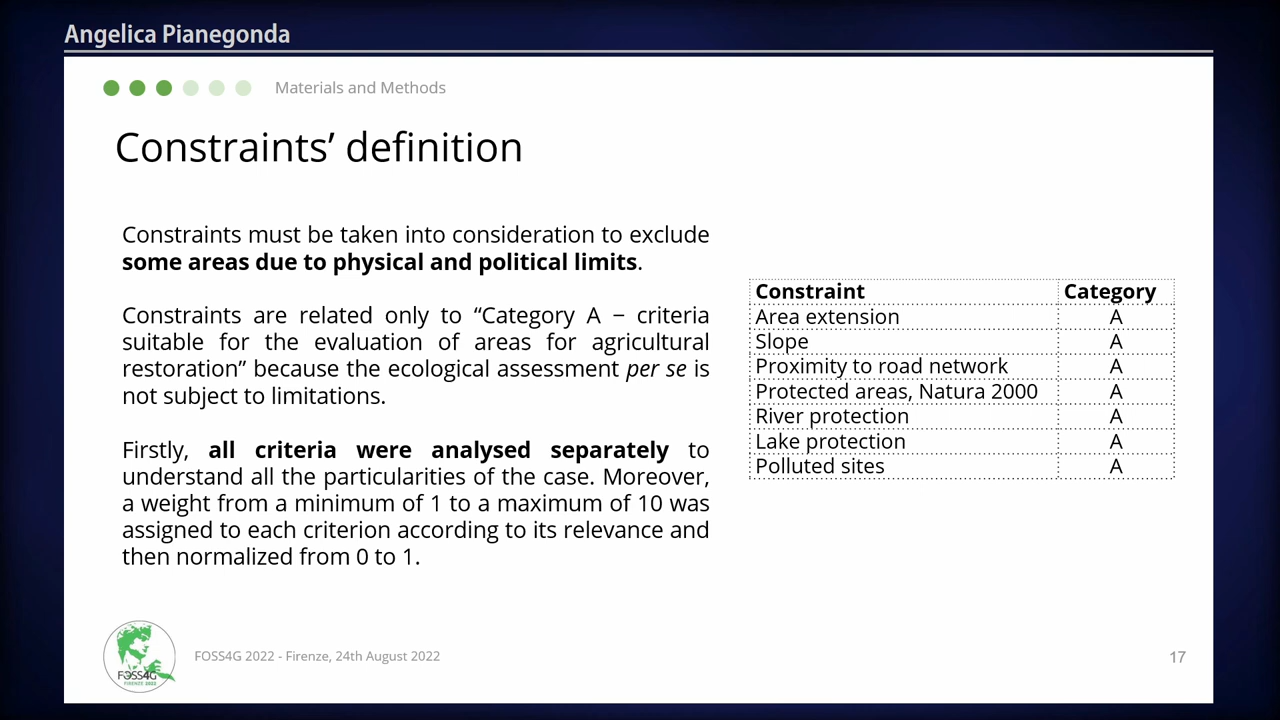 Angelica Pianegonda
Materials and Methods
Constraints’ definition
Constraints must be taken into consideration to exclude
some areas due to physical and political limits.
Constraints are related only to “Category A − criteria
suitable for the evaluation of areas for agricultural
restoration” because the ecological assessment per se is
not subject to limitations.
Firstly, all criteria were analysed separately to
understand all the particularities of the case. Moreover,
a weight from a minimum of 1 to a maximum of 10 was
assigned to each criterion according to its relevance and
then normalized from 0 to 1.
Constraint Category
Area extension A
Slope A
Proximity to road network A
Protected areas, Natura 2000 A
River protection A
Lake protection A
Polluted sites A
FOSS4G
FIRENZE 2022
FOSS4G 2022 - Firenze, 24th August 2022
17